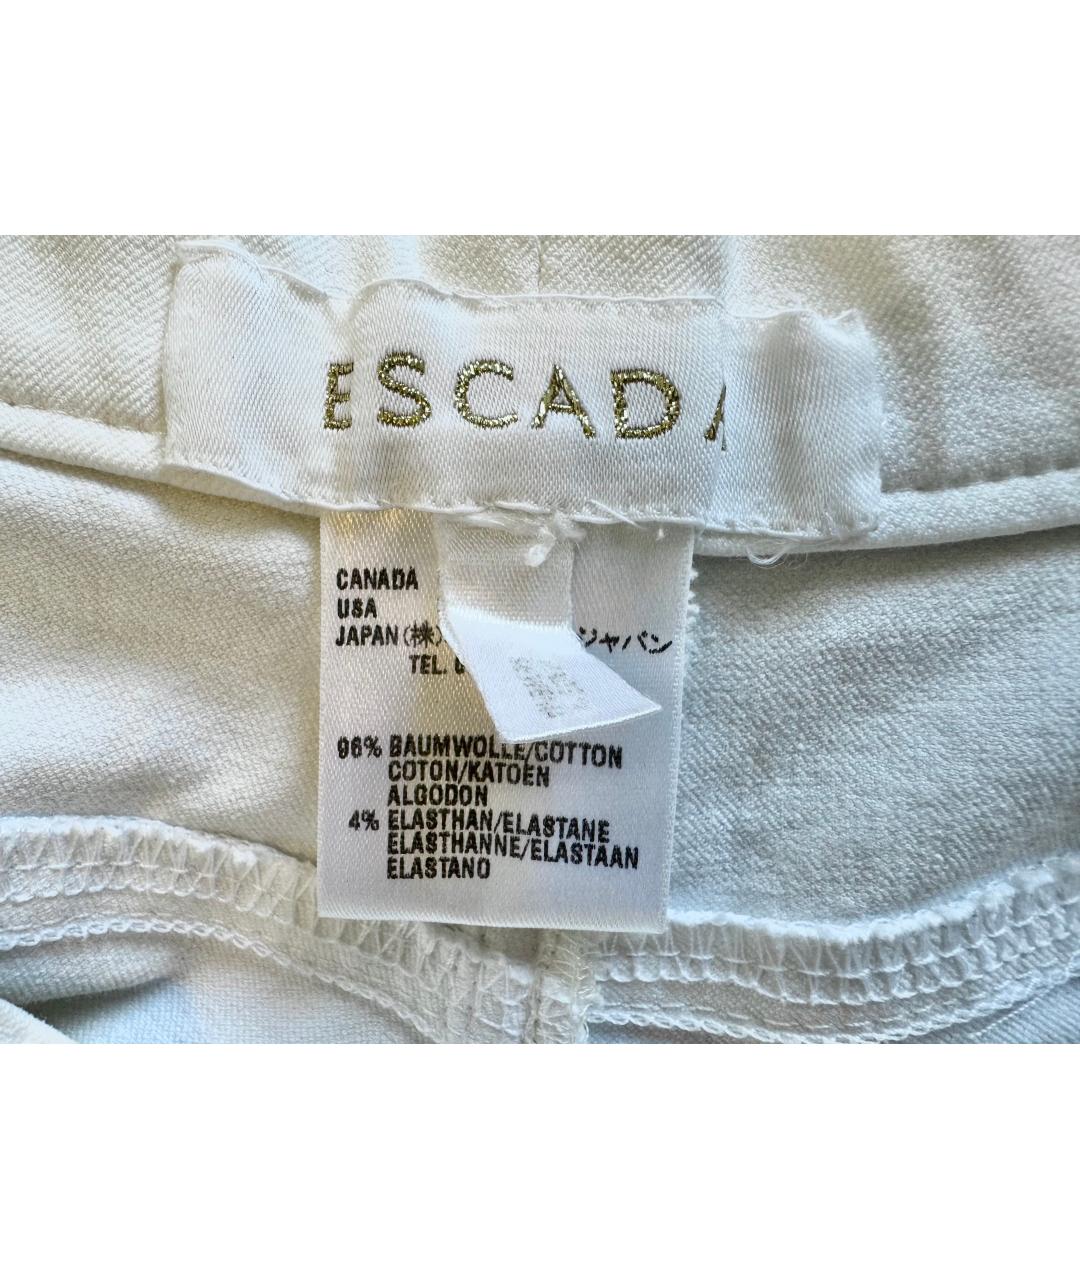 ESCADA
CANADA
USA
JAPAN (株) ジャパン
TEL.
96% BAUMWOLLE/COTTON
COTON/KATOEN
ALGODON
4% ELASTHAN/ELASTANE
ELASTHANNE/ELASTAAN
ELASTANO